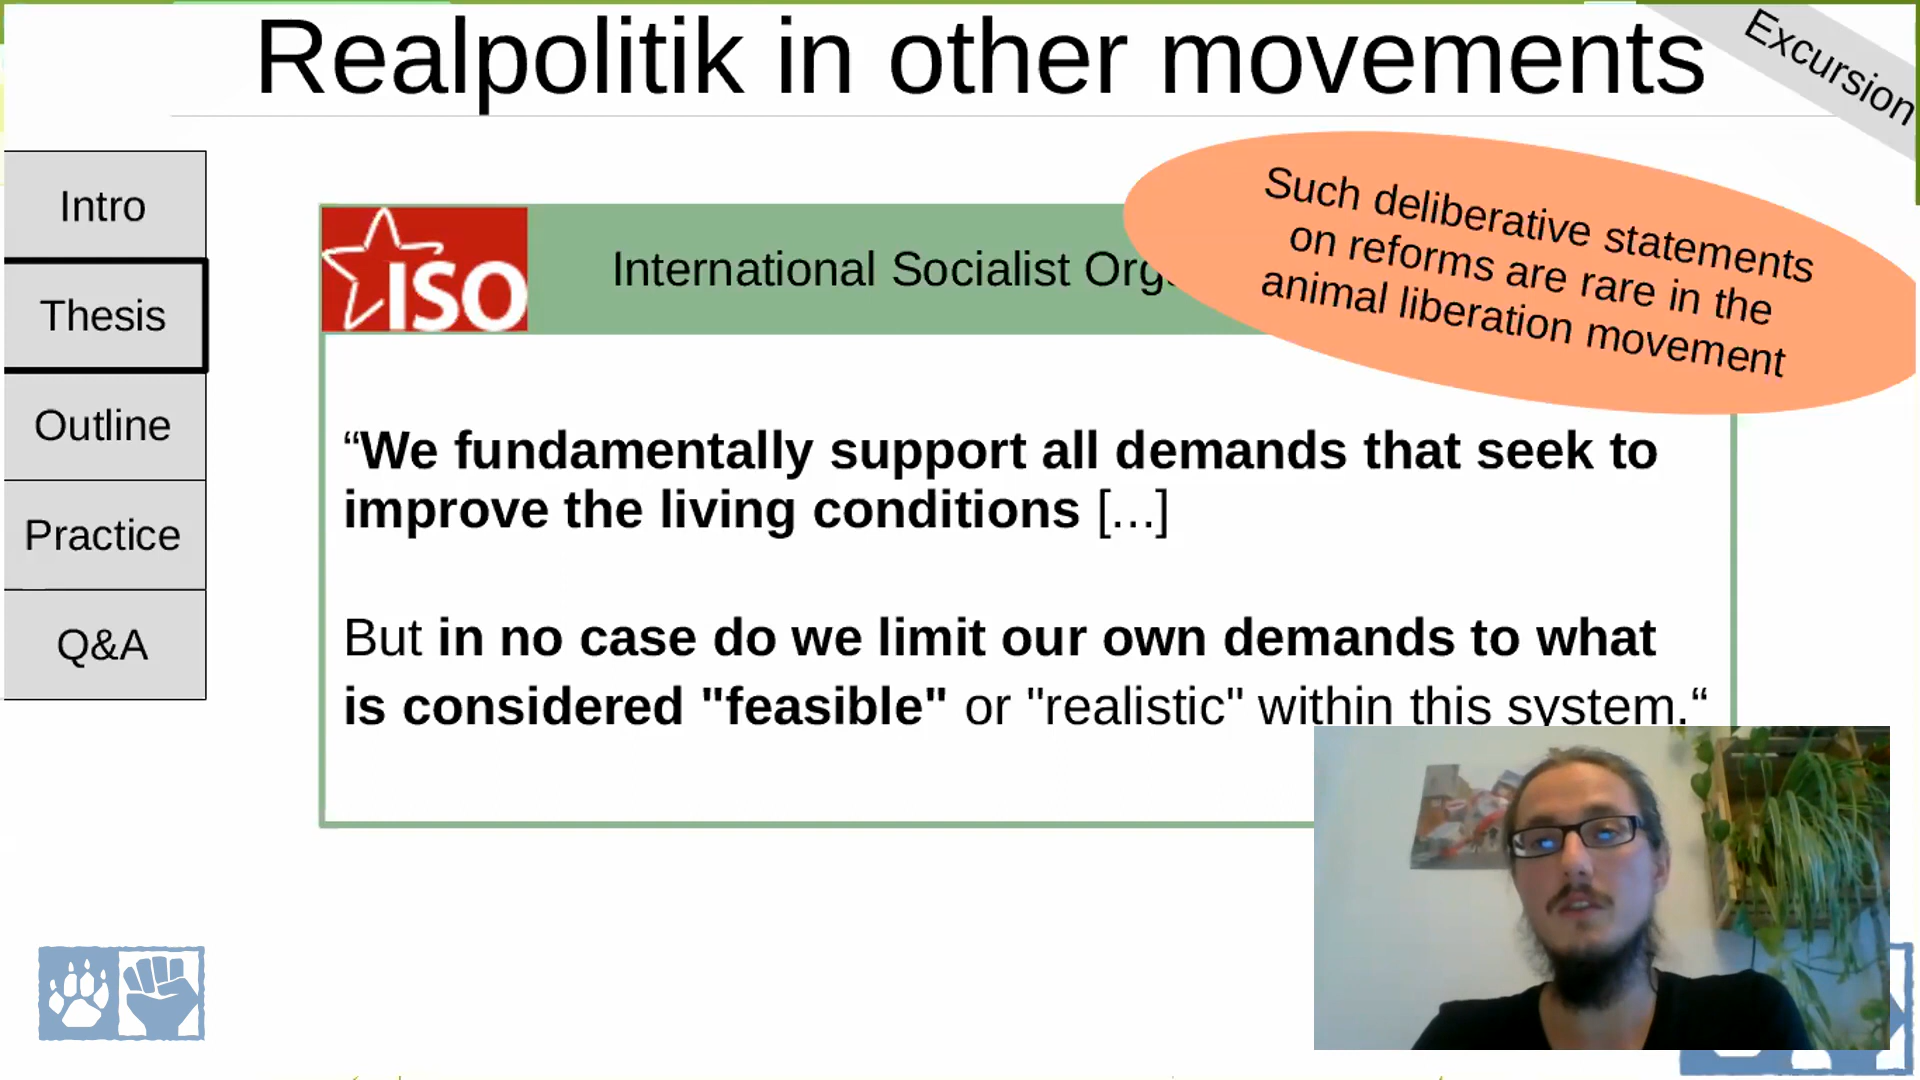 Realpolitik in other movements
Excursion
Intro
Thesis
Outline
Practice
Q&A
ISO
International Socialist
Such deliberative statements
on reforms are rare in the
animal liberation movement
“We fundamentally support all demands that seek to
improve the living conditions [...]
But in no case do we limit our own demands to what
is considered "feasible" or "realistic" within this system.“